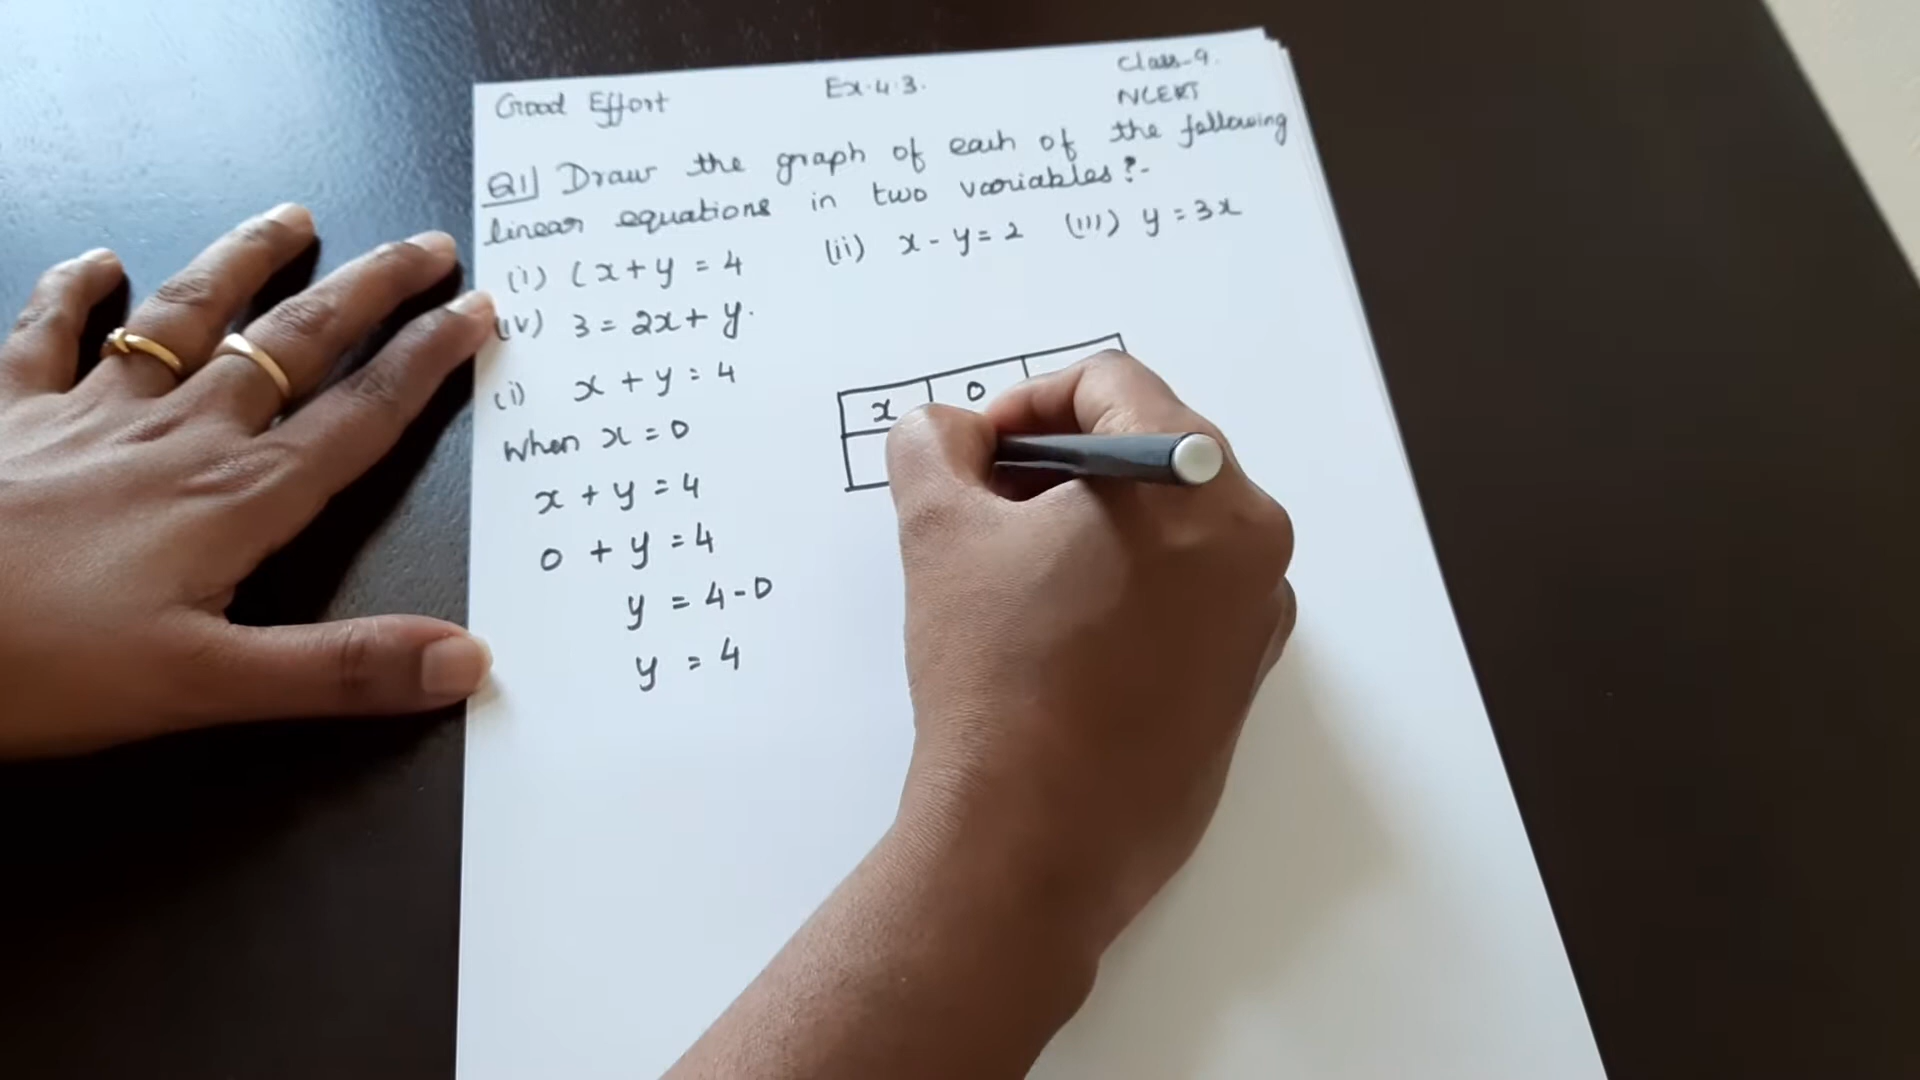 Good Effort Ex.4.3. Class-9.
NCERT
Q1] Draw the graph of each of the following
linear equations in two variables?-
(i) (x+y = 4 (ii) x-y=2 (iii) y=3x
(iv) 3 = 2x+y.
(i) x + y = 4
When x = 0
x + y = 4
0 + y = 4
y = 4-0
y = 4
x 0